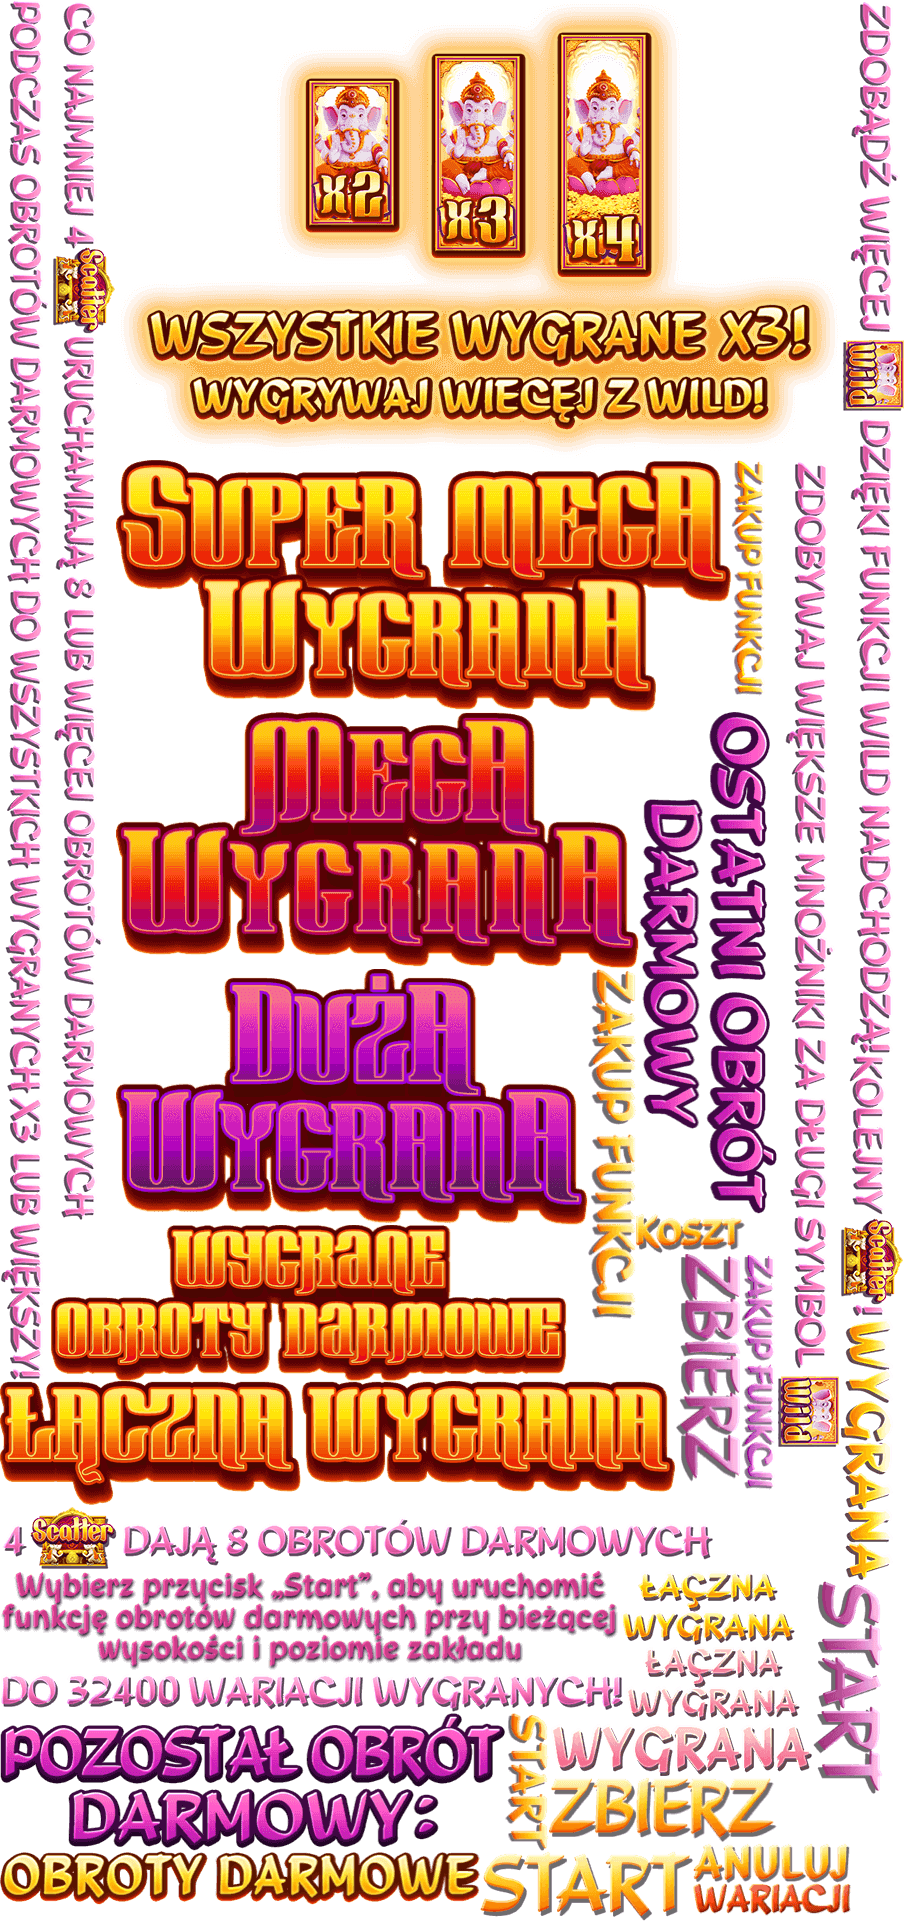 x2
x3
x4
WSZYSTKIE WYGRANE X3!
WYGRYWAJ WIECĘJ Z WILD!
PODCZAS OBROTÓW DARMOWYCH DO WSZYSTKICH WYGRANYCH X3 LUB WIĘKSZY!
CO NAJMNIEJ 4 Scatter URUCHAMIAJĄ 8 LUB WIĘCEJ OBROTÓW DARMOWYCH
ZDOBĄDŹ WIĘCEJ Wild DZIĘKI FUNKCJI WILD NADCHODZĄ!
KOLEJNY Scatter !
ZDOBYWAJ WIĘKSZE MNOŻNIKI ZA DŁUGI SYMBOL Wild
SUPER MEGA
WYGRANA
ZAKUP FUNKCJI
MEGA
WYGRANA
OSTATNI OBRÓT
DARMOWY
DUŻA
WYGRANA
ZAKUP FUNKCJI
KOSZT
ZBIERZ
ZAKUP FUNKCJI
WYGRANE
OBROTY DARMOWE
ŁĄCZNA WYGRANA
WYGRANA
START
4 Scatter DAJĄ 8 OBROTÓW DARMOWYCH
Wybierz przycisk „Start”, aby uruchomić
funkcję obrotów darmowych przy bieżącej
wysokości i poziomie zakładu
ŁĄCZNA
WYGRANA
ŁĄCZNA
WYGRANA
DO 32400 WARIACJI WYGRANYCH!
POZOSTAŁ OBRÓT
DARMOWY:
START
WYGRANA
ZBIERZ
OBROTY DARMOWE
START
ANULUJ
WARIACJI